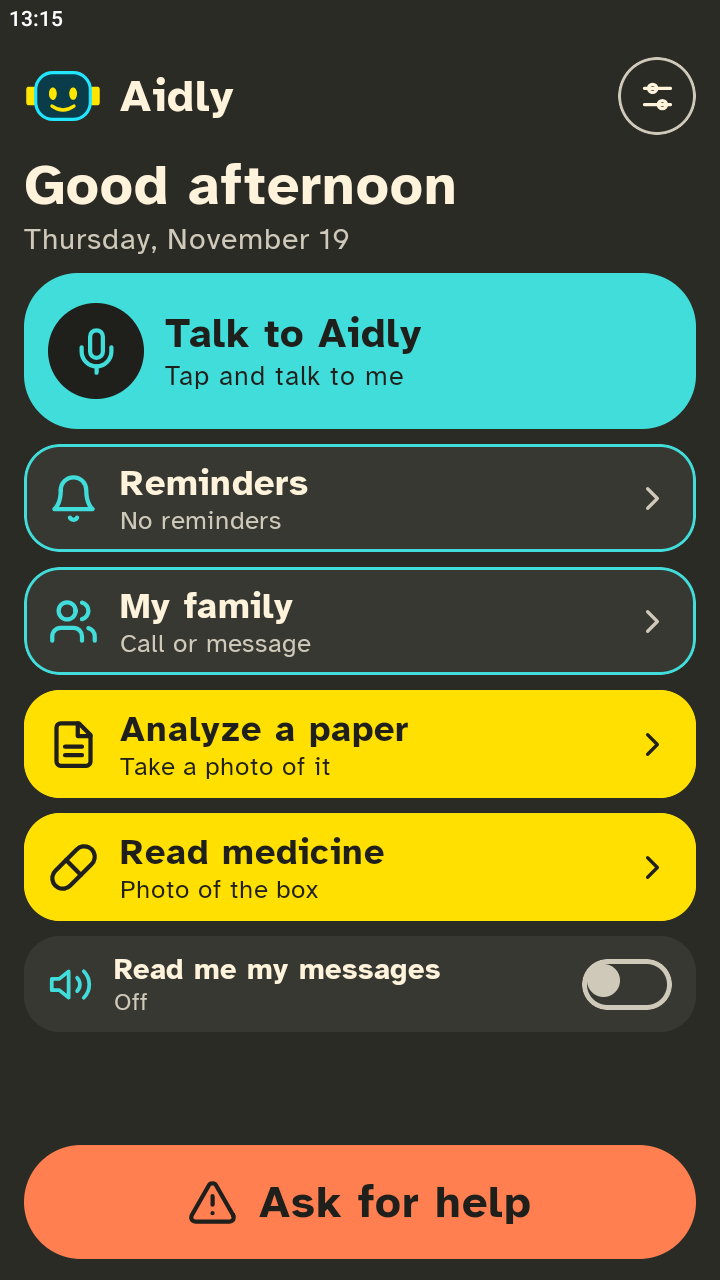 13:15
Aidly
Good afternoon
Thursday, November 19
Talk to Aidly
Tap and talk to me
Reminders
No reminders
My family
Call or message
Analyze a paper
Take a photo of it
Read medicine
Photo of the box
Read me my messages
Off
Ask for help